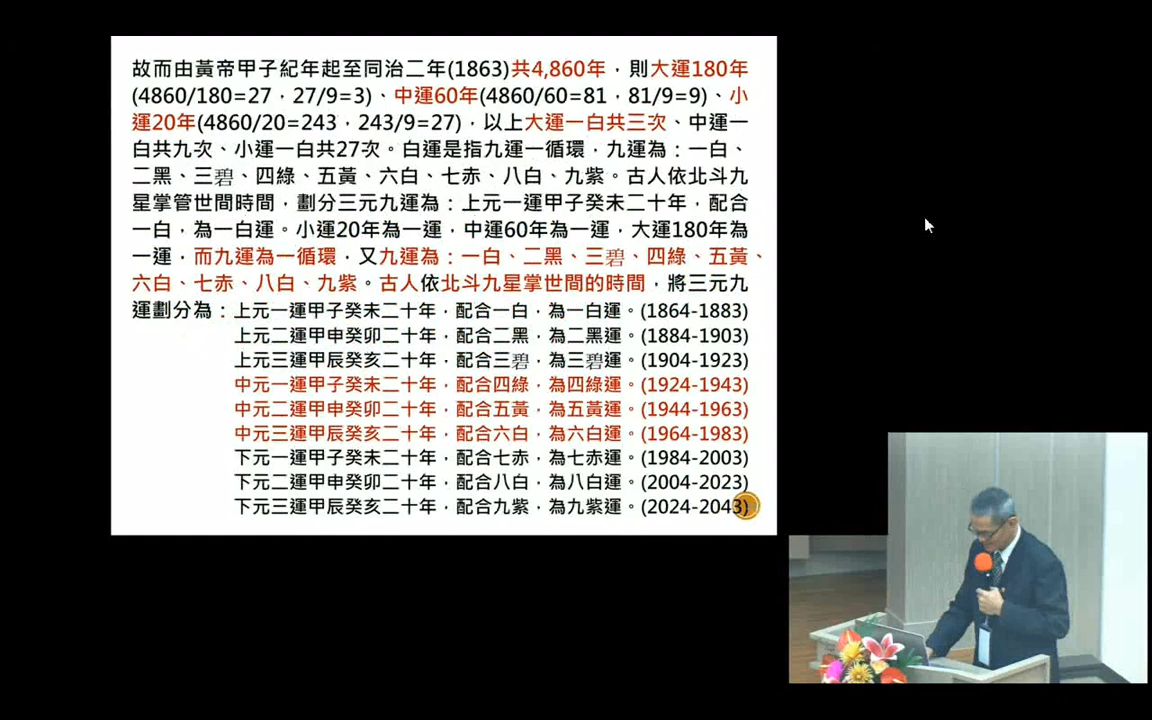 故而由黃帝甲子紀年起至同治二年(1863)共4,860年，則大運180年
(4860/180=27，27/9=3)、中運60年(4860/60=81，81/9=9)、小
運20年(4860/20=243，243/9=27)，以上大運一白共三次、中運一
白共九次、小運一白共27次。白運是指九運一循環，九運為：一白、
二黑、三碧、四綠、五黃、六白、七赤、八白、九紫。古人依北斗九
星掌管世間時間，劃分三元九運為：上元一運甲子癸未二十年，配合
一白，為一白運。小運20年為一運，中運60年為一運，大運180年為
一運，而九運為一循環，又九運為：一白、二黑、三碧、四綠、五黃、
六白、七赤、八白、九紫。古人依北斗九星掌世間的時間，將三元九
運劃分為：上元一運甲子癸未二十年，配合一白，為一白運。(1864-1883)
上元二運甲申癸卯二十年，配合二黑，為二黑運。(1884-1903)
上元三運甲辰癸亥二十年，配合三碧，為三碧運。(1904-1923)
中元一運甲子癸未二十年，配合四綠，為四綠運。(1924-1943)
中元二運甲申癸卯二十年，配合五黃，為五黃運。(1944-1963)
中元三運甲辰癸亥二十年，配合六白，為六白運。(1964-1983)
下元一運甲子癸未二十年，配合七赤，為七赤運。(1984-2003)
下元二運甲申癸卯二十年，配合八白，為八白運。(2004-2023)
下元三運甲辰癸亥二十年，配合九紫，為九紫運。(2024-2043)